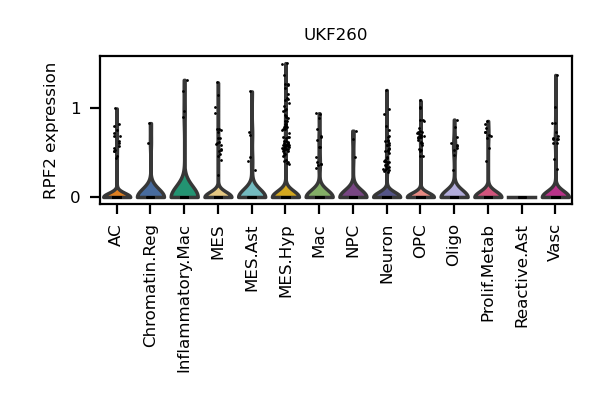 UKF260
RPF2 expression
1
0
AC
Chromatin.Reg
Inflammatory.Mac
MES
MES.Ast
MES.Hyp
Mac
NPC
Neuron
OPC
Oligo
Prolif.Metab
Reactive.Ast
Vasc